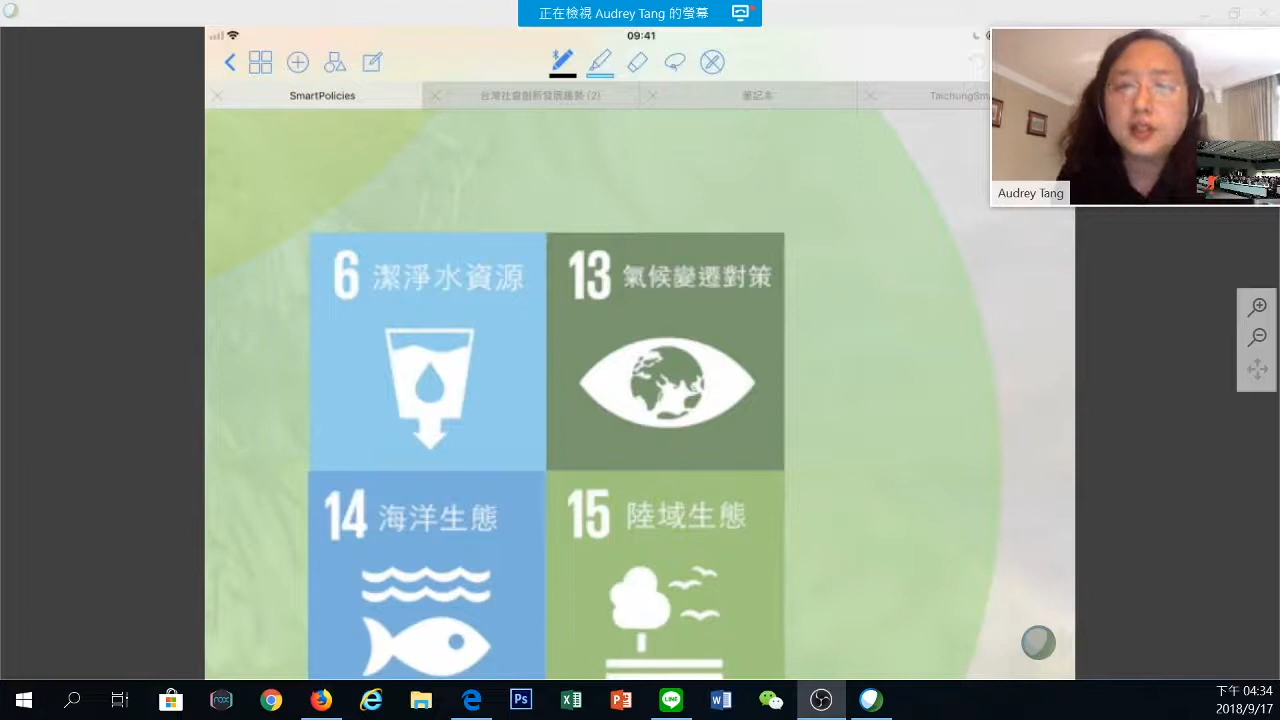 正在檢視 Audrey Tang 的螢幕
09:41
SmartPolicies
台灣社會創新發展趨勢 (2)
筆記本
TaichungSm
Audrey Tang
6 潔淨水資源
13 氣候變遷對策
14 海洋生態
15 陸域生態
Ps
LINE
下午 04:34
2018/9/17